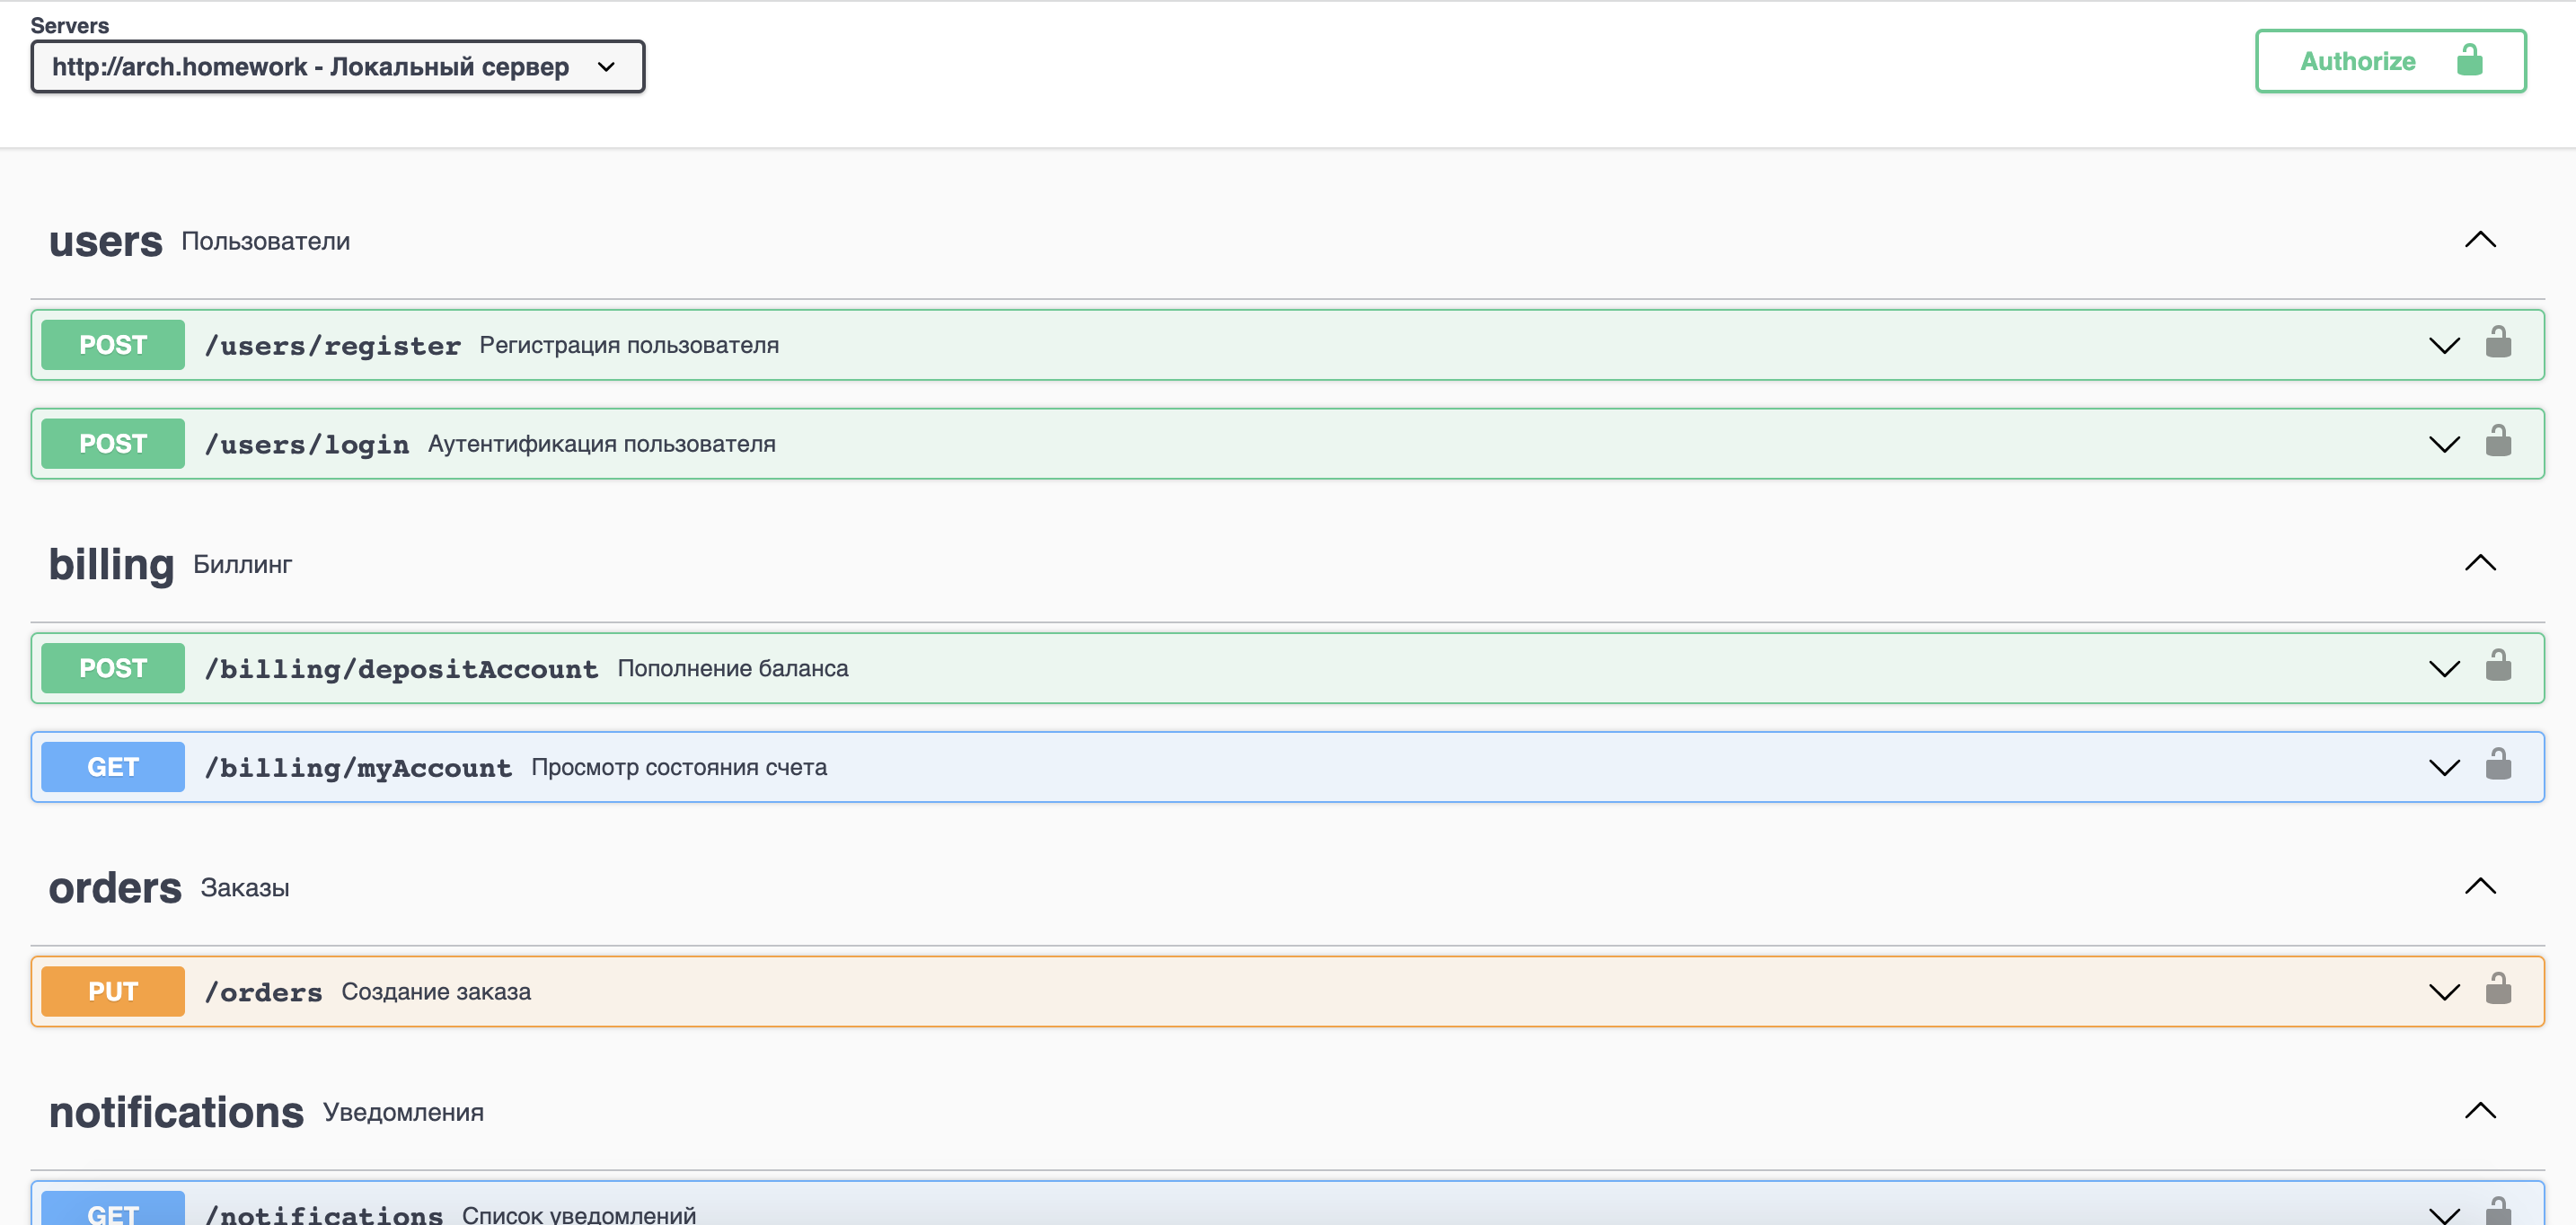 Servers
http://arch.homework - Локальный сервер
Authorize
users Пользователи
POST /users/register Регистрация пользователя
POST /users/login Аутентификация пользователя
billing Биллинг
POST /billing/depositAccount Пополнение баланса
GET /billing/myAccount Просмотр состояния счета
orders Заказы
PUT /orders Создание заказа
notifications Уведомления
GET /notifications Список уведомлений